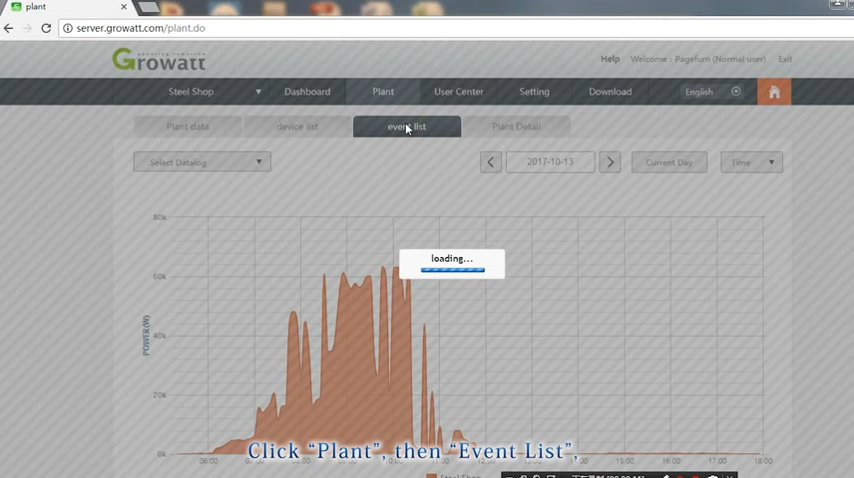 plant
server.growatt.com/plant.do
Growatt
Help Welcome : Pagefurn (Normal user) Exit
Steel Shop Dashboard Plant User Center Setting Download English
Plant data device list event list Plant Detail
Select Datalog 2017-10-13 Current Day Time
80k
loading...
60k
POWER(W)
40k
20k
Click “Plant”, then “Event List”,
0k 06:00 15:00 16:00 17:00 18:00
Steel Shop